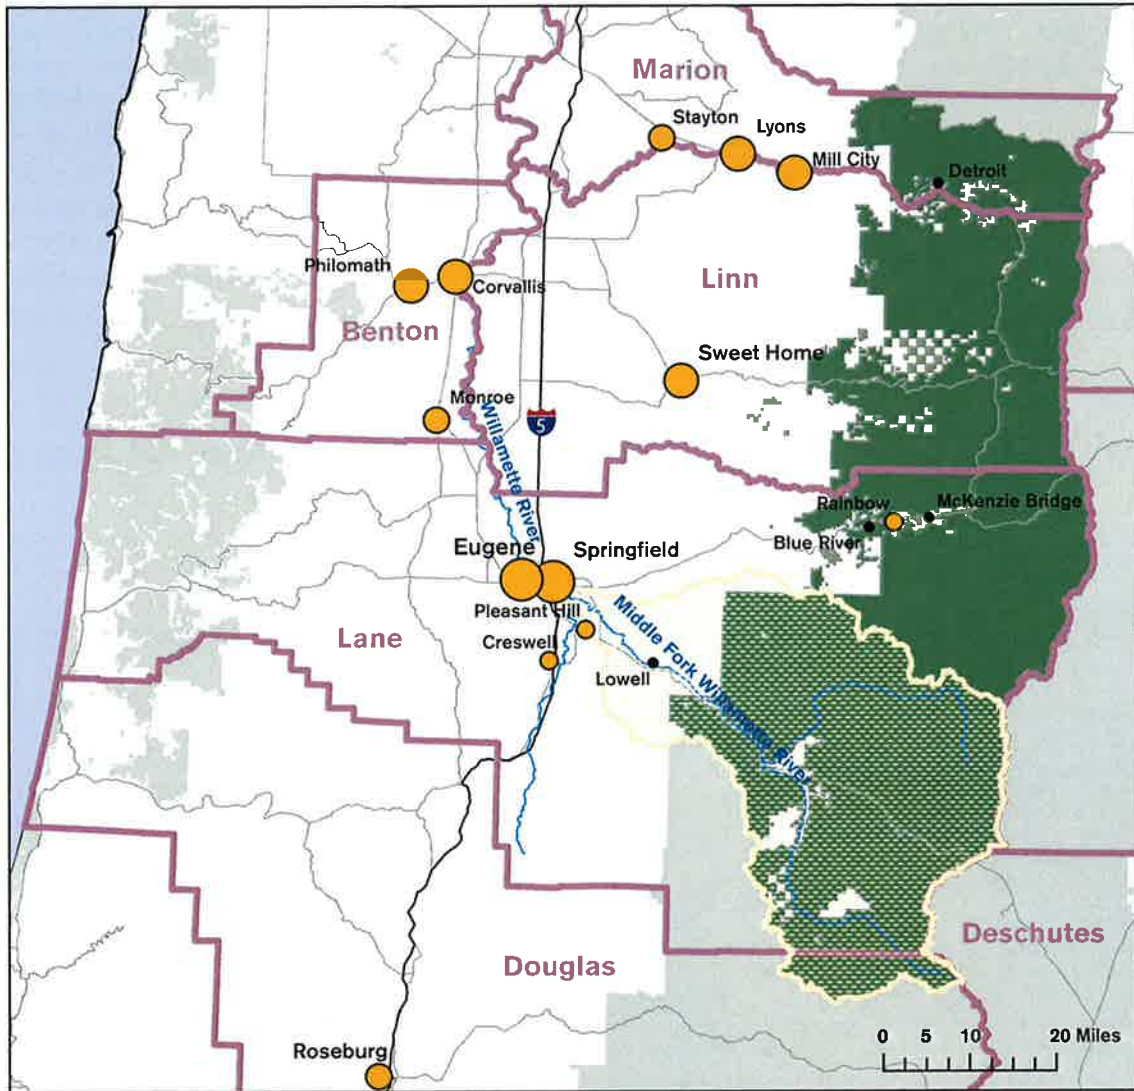 Marion
Stayton
Lyons
Mill City
Detroit
Philomath
Corvallis
Linn
Benton
Sweet Home
Monroe
5
Willamette River
Rainbow
McKenzie Bridge
Blue River
Eugene
Springfield
Pleasant Hill
Middle Fork Willamette River
Lane
Creswell
Lowell
Deschutes
Douglas
0 5 10 20 Miles
Roseburg